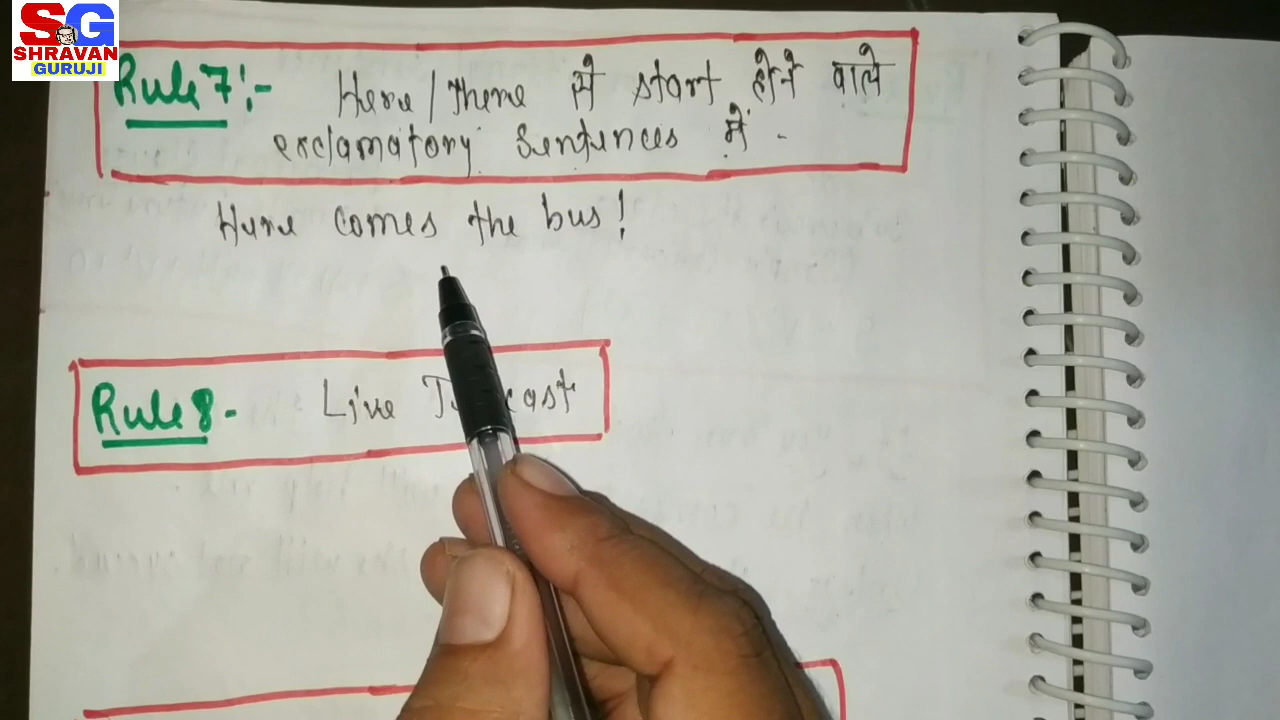 SG
SHRAVAN
GURUJI
Rule 7:- Here/There से start होने वाले
exclamatory sentences में.
Here comes the bus!
Rule 8- Live